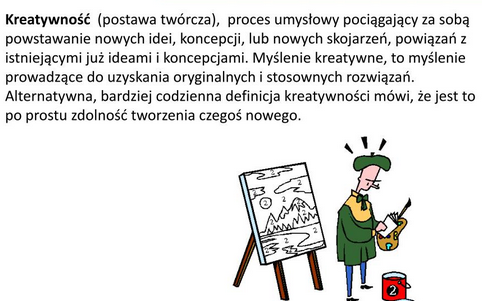 Kreatywność (postawa twórcza), proces umysłowy pociągający za sobą
powstawanie nowych idei, koncepcji, lub nowych skojarzeń, powiązań z
istniejącymi już ideami i koncepcjami. Myślenie kreatywne, to myślenie
prowadzące do uzyskania oryginalnych i stosownych rozwiązań.
Alternatywna, bardziej codzienna definicja kreatywności mówi, że jest to
po prostu zdolność tworzenia czegoś nowego.
2